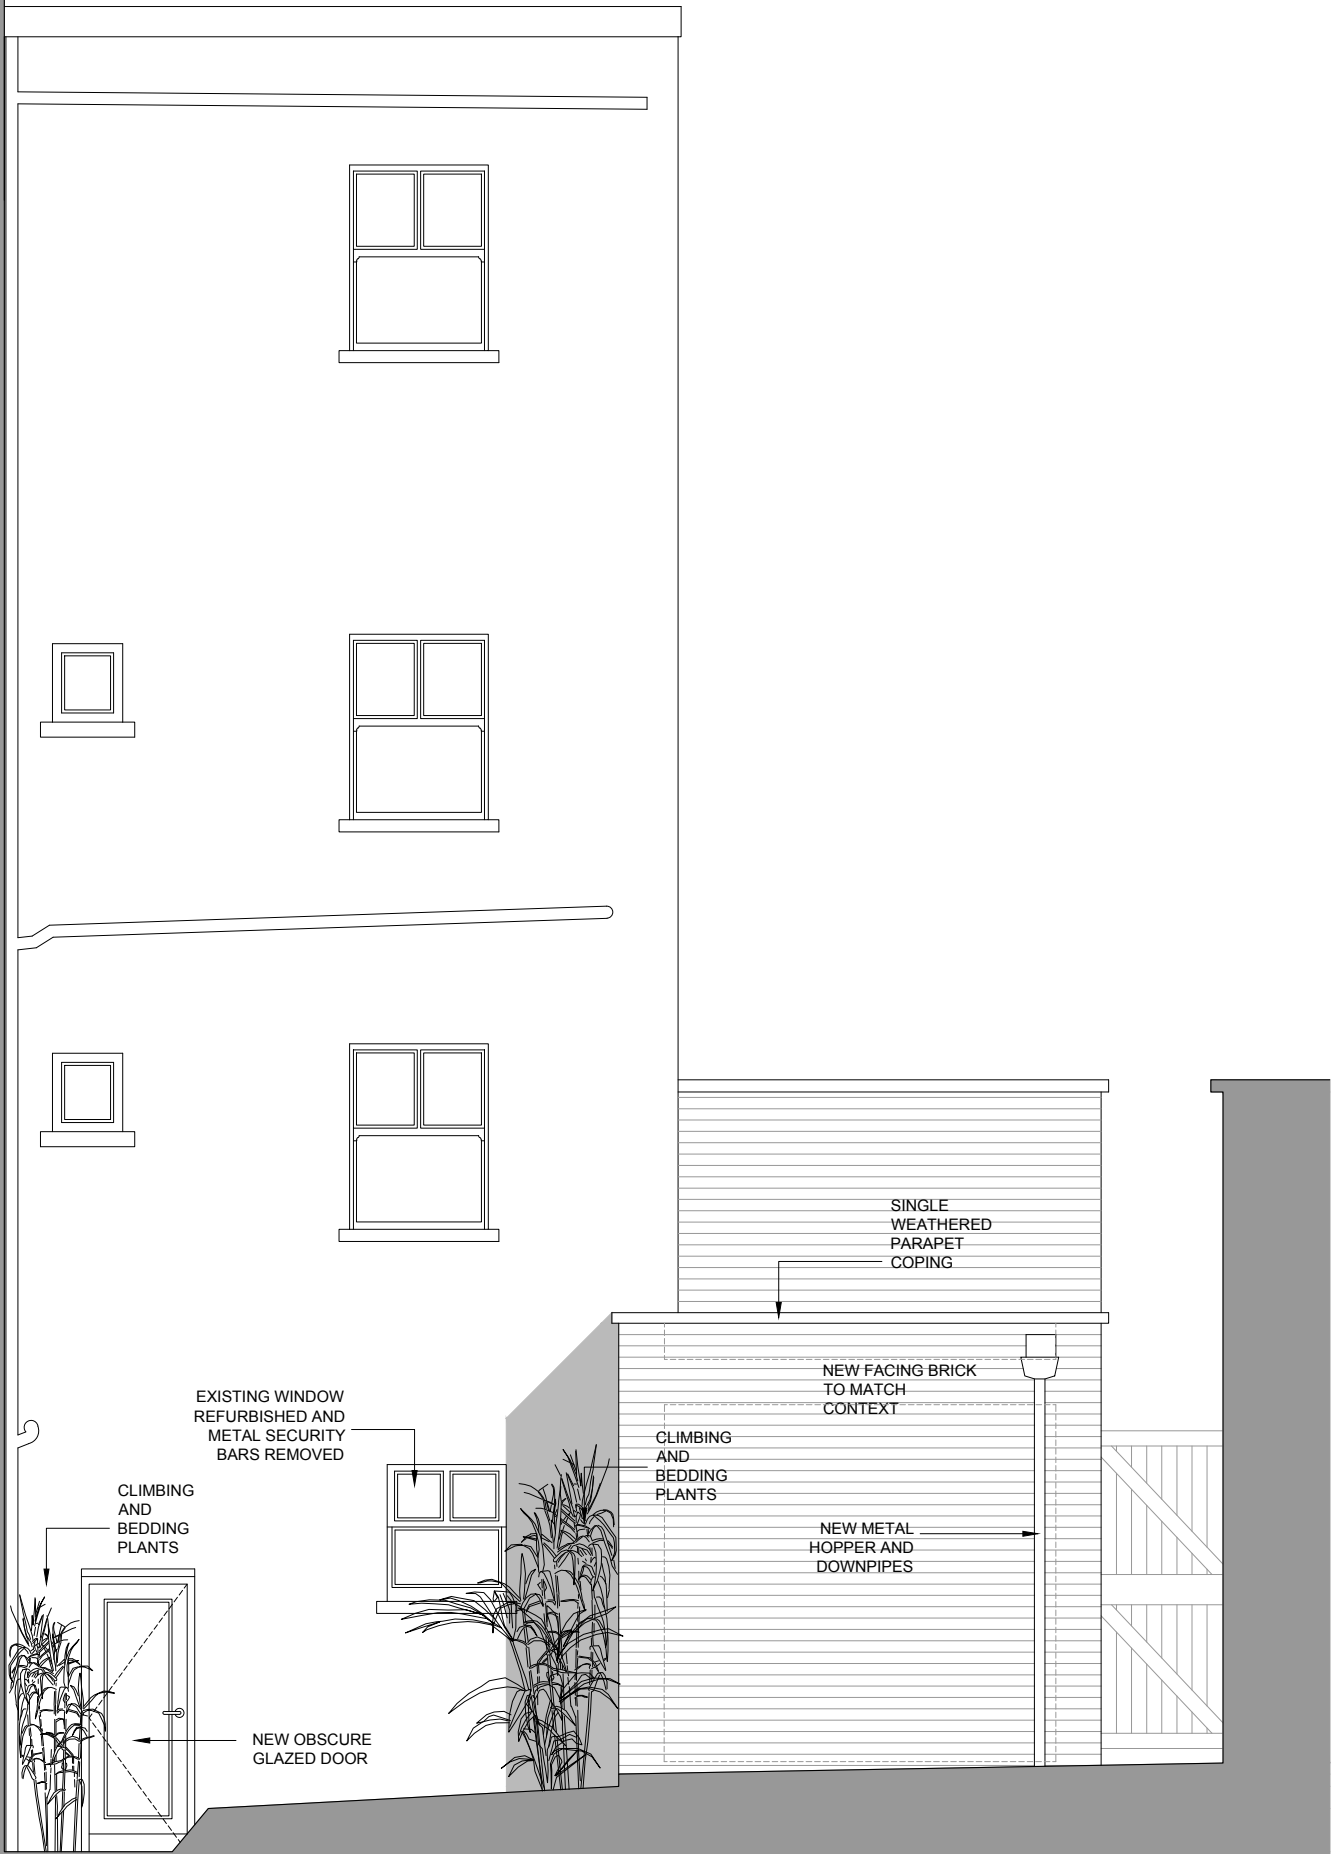 SINGLE
WEATHERED
PARAPET
COPING
NEW FACING BRICK
TO MATCH
CONTEXT
EXISTING WINDOW
REFURBISHED AND
METAL SECURITY
BARS REMOVED
CLIMBING
AND
BEDDING
PLANTS
CLIMBING
AND
BEDDING
PLANTS
NEW METAL
HOPPER AND
DOWNPIPES
NEW OBSCURE
GLAZED DOOR